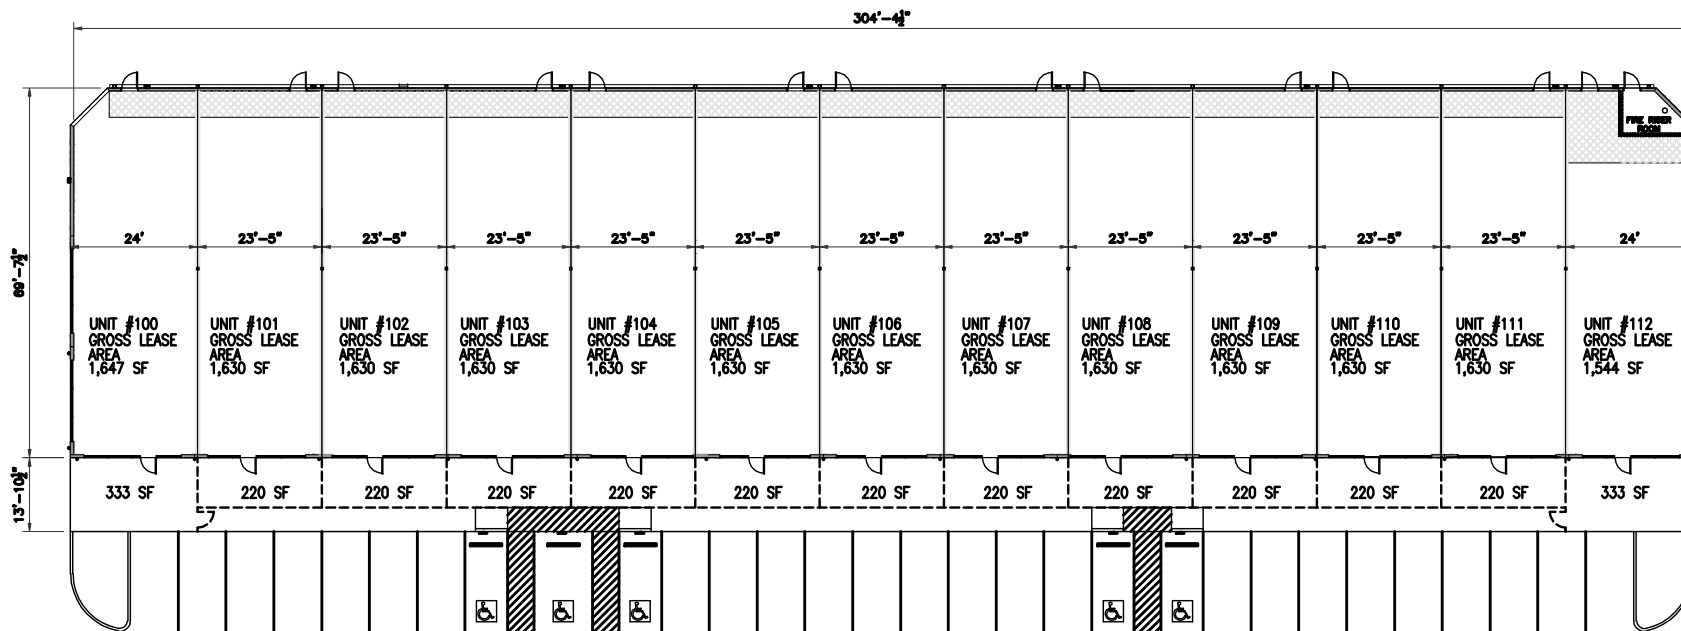 304'-4½"
FIRE RISER
ROOM
24' 23'-5" 23'-5" 23'-5" 23'-5" 23'-5" 23'-5" 23'-5" 23'-5" 23'-5" 23'-5" 23'-5" 24'
69'-7½"
UNIT #100
GROSS LEASE
AREA
1,647 SF
UNIT #101
GROSS LEASE
AREA
1,630 SF
UNIT #102
GROSS LEASE
AREA
1,630 SF
UNIT #103
GROSS LEASE
AREA
1,630 SF
UNIT #104
GROSS LEASE
AREA
1,630 SF
UNIT #105
GROSS LEASE
AREA
1,630 SF
UNIT #106
GROSS LEASE
AREA
1,630 SF
UNIT #107
GROSS LEASE
AREA
1,630 SF
UNIT #108
GROSS LEASE
AREA
1,630 SF
UNIT #109
GROSS LEASE
AREA
1,630 SF
UNIT #110
GROSS LEASE
AREA
1,630 SF
UNIT #111
GROSS LEASE
AREA
1,630 SF
UNIT #112
GROSS LEASE
AREA
1,544 SF
13'-10½"
333 SF 220 SF 220 SF 220 SF 220 SF 220 SF 220 SF 220 SF 220 SF 220 SF 220 SF 220 SF 333 SF